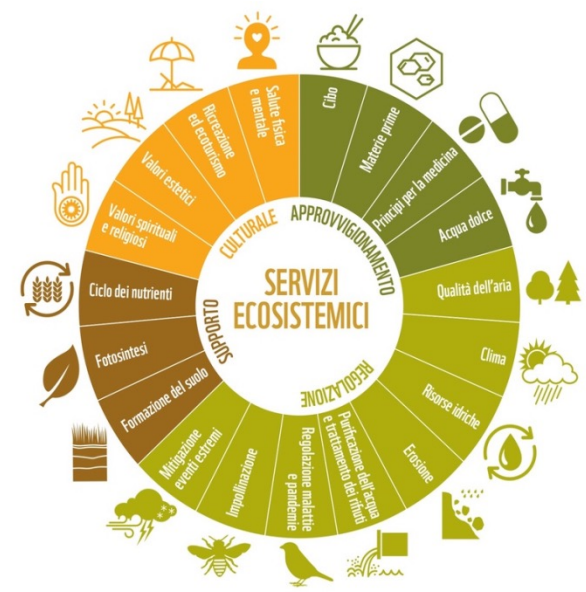 SERVIZI
ECOSISTEMICI
CULTURALE
APPROVVIGIONAMENTO
REGOLAZIONE
SUPPORTO
Cibo
Materie prime
Principi per la medicina
Acqua dolce
Qualità dell'aria
Clima
Risorse idriche
Erosione
Purificazione dell'acqua
e trattamento dei rifiuti
Regolazione malattie
e pandemie
Impollinazione
Mitigazione
eventi estremi
Formazione del suolo
Fotosintesi
Ciclo dei nutrienti
Valori spirituali
e religiosi
Valori estetici
Ricreazione
ed ecoturismo
Salute fisica
e mentale